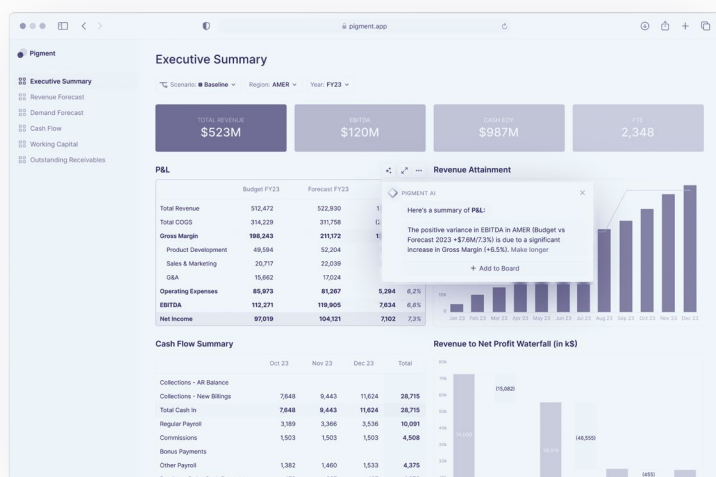 pigment.app
Pigment
Executive Summary
Revenue Forecast
Demand Forecast
Cash Flow
Working Capital
Outstanding Receivables
Executive Summary
Scenario: Baseline Region: AMER Year: FY23
TOTAL REVENUE
$523M
EBITDA
$120M
CASH EOY
$987M
FTE
2,348
P&L
Budget FY23 Forecast FY23
Total Revenue 512,472 522,930
Total COGS 314,229 311,758
Gross Margin 198,243 211,172
Product Development 49,594 52,204
Sales & Marketing 20,717 22,039
G&A 15,662 17,024
Operating Expenses 85,973 81,267 5,294 6,2%
EBITDA 112,271 119,905 7,634 6,8%
Net Income 97,019 104,121 7,102 7,3%
Revenue Attainment
PIGMENT AI
Here's a summary of P&L:
The positive variance in EBITDA in AMER (Budget vs
Forecast 2023 +$7.6M/7.3%) is due to a significant
increase in Gross Margin (+6.5%). Make longer
+ Add to Board
10K
0
Jan 23 Feb 23 Mar 23 Apr 23 May 23 Jun 23 Jul 23 Aug 23 Sep 23 Oct 23 Nov 23 Dec 23
Cash Flow Summary
Oct 23 Nov 23 Dec 23 Total
Collections - AR Balance
Collections - New Billings 7,648 9,443 11,624 28,715
Total Cash In 7,648 9,443 11,624 28,715
Reguler Payroll 3,189 3,366 3,536 10,091
Commissions 1,503 1,503 1,503 4,508
Bonus Payments
Other Payroll 1,382 1,460 1,533 4,375
Revenue to Net Profit Waterfall (in k$)
80k
70k
60k
50k
40k
30k
20k
(15,082)
(46,555)
(455)